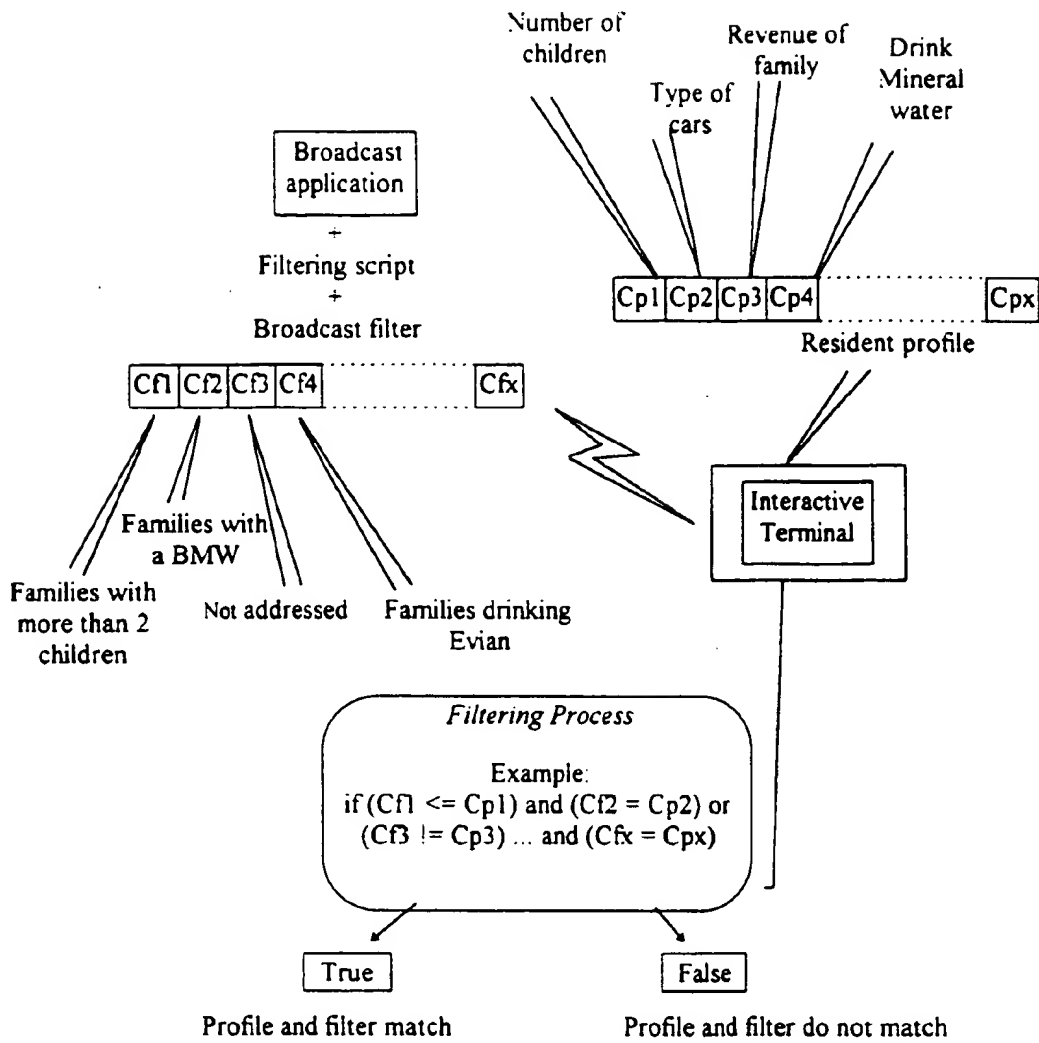 Number of
children
Revenue of
family
Drink
Mineral
water
Type of
cars
Broadcast
application
+
Filtering script
+
Broadcast filter
Cp1 Cp2 Cp3 Cp4 Cpx
Resident profile
Cf1 Cf2 Cf3 Cf4 Cfx
Interactive
Terminal
Families with
a BMW
Families with
more than 2
children
Not addressed
Families drinking
Evian
Filtering Process
Example:
if (Cf1 <= Cp1) and (Cf2 = Cp2) or
(Cf3 != Cp3) ... and (Cfx = Cpx)
True
False
Profile and filter match
Profile and filter do not match